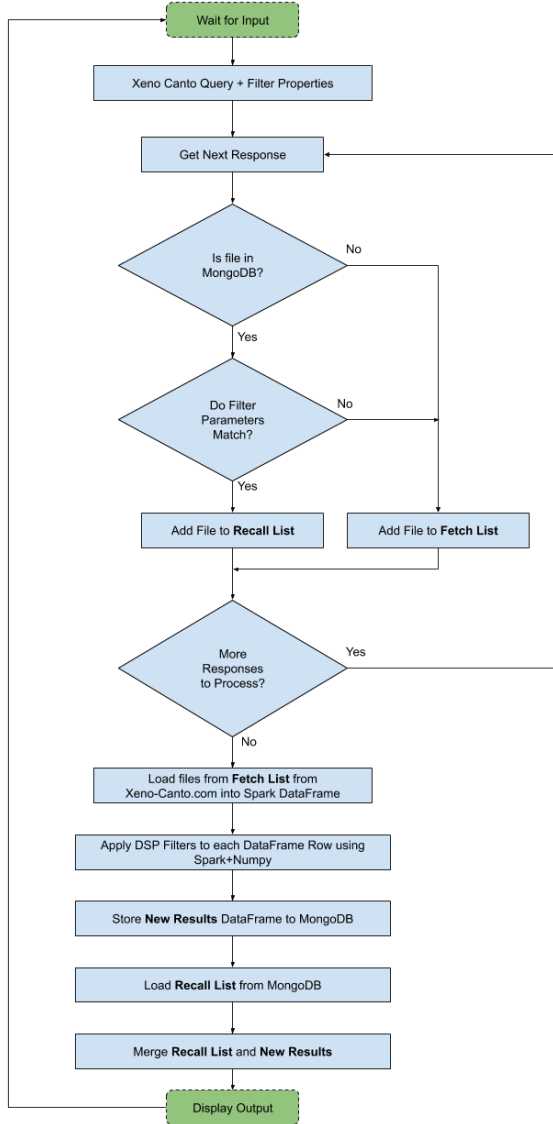 Wait for Input
Xeno Canto Query + Filter Properties
Get Next Response
Is file in
MongoDB?
No
Yes
Do Filter
Parameters
Match?
No
Yes
Add File to Recall List
Add File to Fetch List
More
Responses
to Process?
Yes
No
Load files from Fetch List from
Xeno-Canto.com into Spark DataFrame
Apply DSP Filters to each DataFrame Row using
Spark+Numpy
Store New Results DataFrame to MongoDB
Load Recall List from MongoDB
Merge Recall List and New Results
Display Output